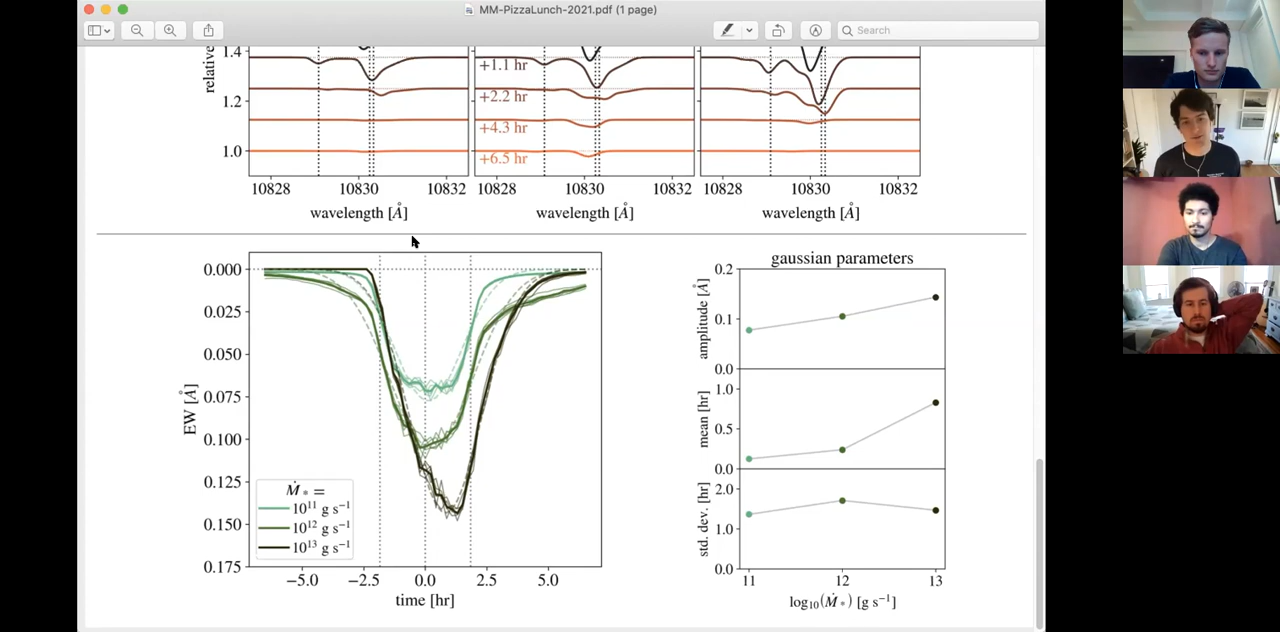 MM-PizzaLunch-2021.pdf (1 page)
Search
relative
1.4
1.2
1.0
+1.1 hr
+2.2 hr
+4.3 hr
+6.5 hr
10828 10830 10832
10828 10830 10832
10828 10830 10832
wavelength [Å]
wavelength [Å]
wavelength [Å]
EW [Å]
0.000
0.025
0.050
0.075
0.100
0.125
0.150
0.175
Ṁ* =
10¹¹ g s⁻¹
10¹² g s⁻¹
10¹³ g s⁻¹
−5.0 −2.5 0.0 2.5 5.0
time [hr]
gaussian parameters
amplitude [Å]
0.2
0.1
0.0
mean [hr]
1.0
0.5
0.0
std. dev. [hr]
2.0
1.0
0.0
11 12 13
log₁₀(Ṁ*) [g s⁻¹]